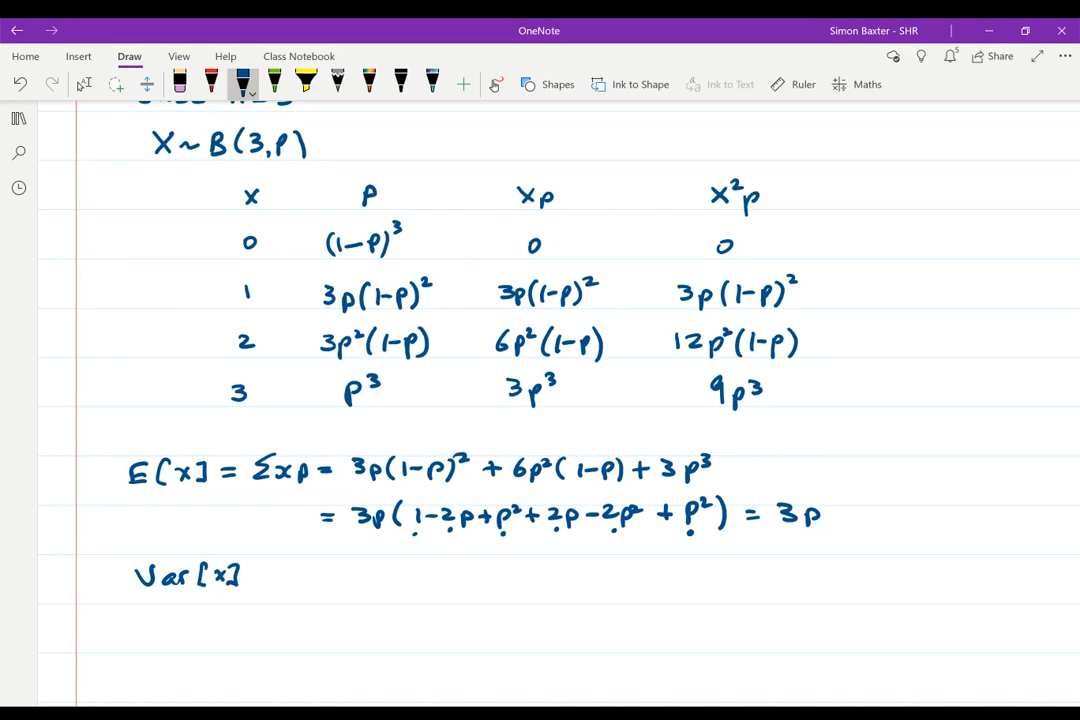 OneNote
Simon Baxter - SHR
Home Insert Draw View Help Class Notebook
5 Share
Shapes Ink to Shape Ink to Text Ruler Maths
X ~ B(3, P)
x P xp x²p
0 (1-P)³ 0 0
1 3p(1-P)² 3p(1-P)² 3p(1-P)²
2 3p²(1-P) 6p²(1-P) 12p²(1-P)
3 p³ 3p³ 9p³
E[x] = Σxp = 3p(1-p)² + 6p²(1-p) + 3p³
= 3p(1-2p+p²+2p-2p² + p²) = 3p
Var[x]